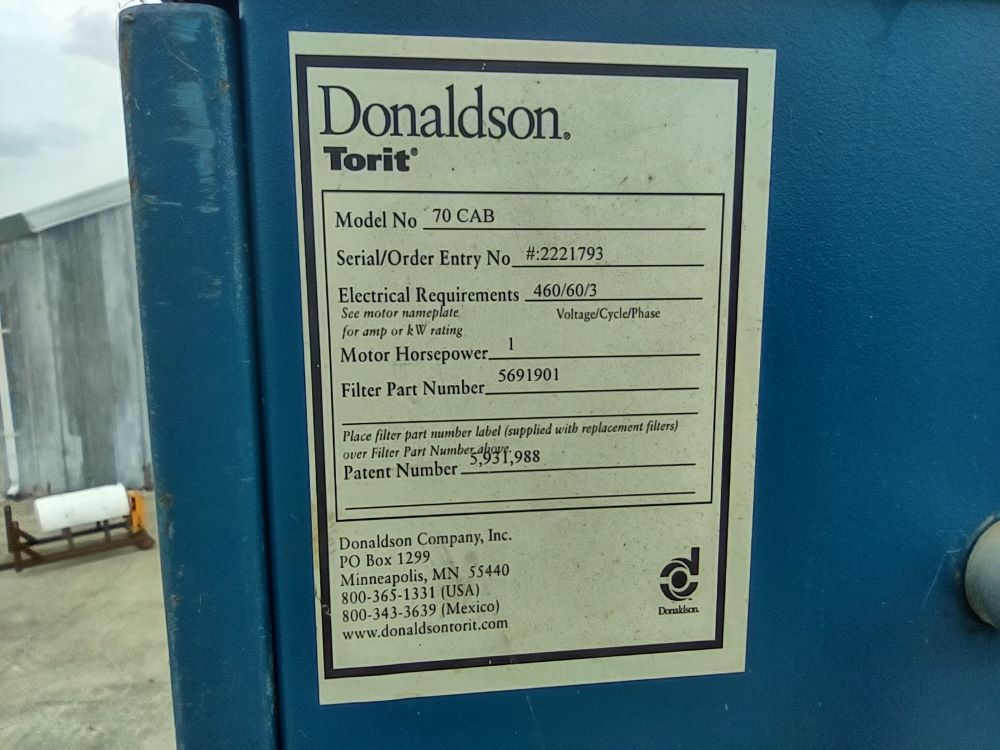 Donaldson®
Torit®
Model No 70 CAB
Serial/Order Entry No #:2221793
Electrical Requirements 460/60/3
See motor nameplate Voltage/Cycle/Phase
for amp or kW rating
Motor Horsepower 1
Filter Part Number 5691901
Place filter part number label (supplied with replacement filters)
over Filter Part Number above.
Patent Number 5,931,988
Donaldson Company, Inc.
PO Box 1299
Minneapolis, MN 55440
800-365-1331 (USA)
800-343-3639 (Mexico)
www.donaldsontorit.com
Donaldson